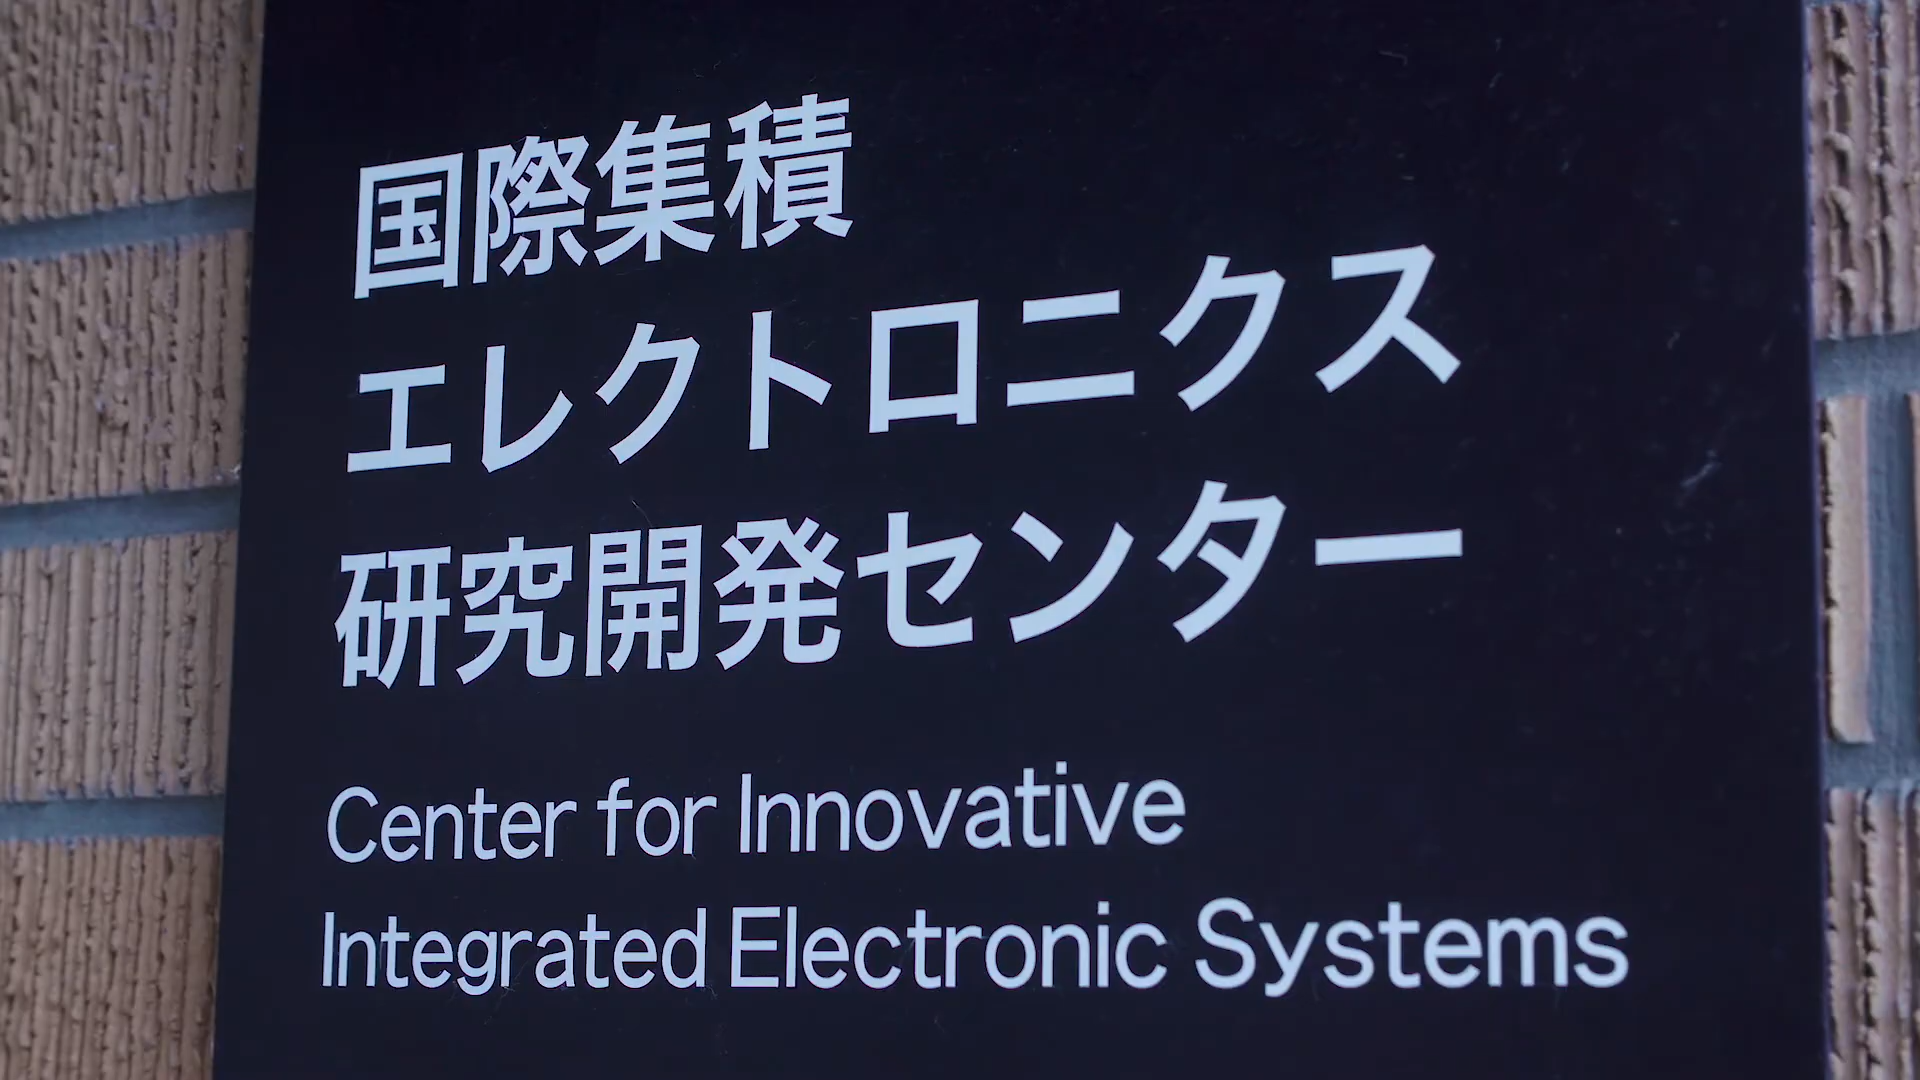 国際集積
エレクトロニクス
研究開発センター
Center for Innovative
Integrated Electronic Systems